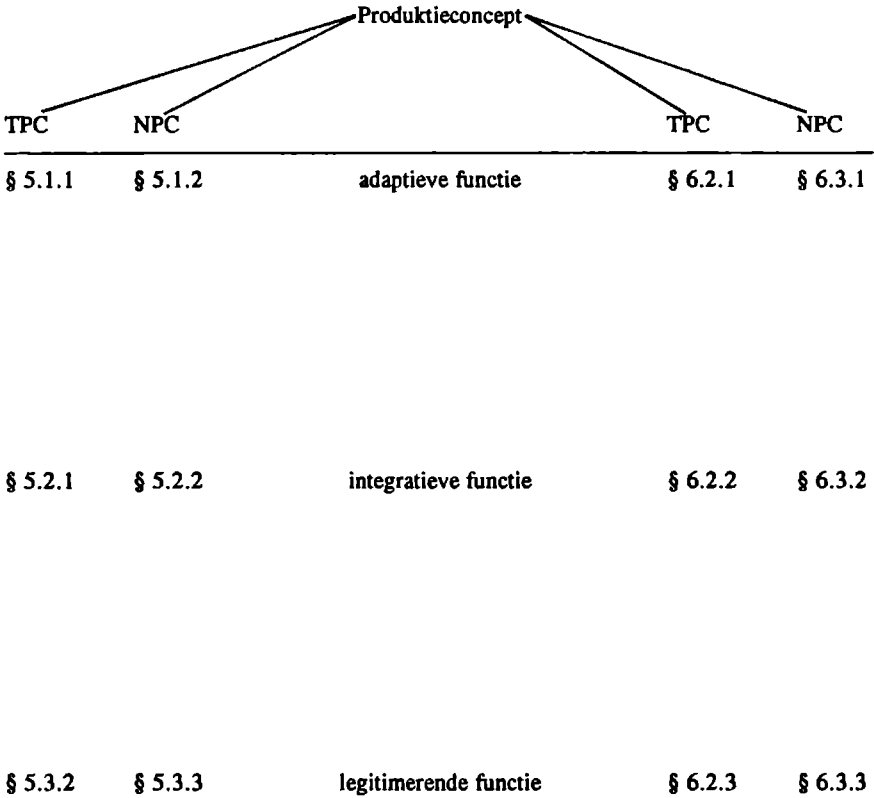 Produktieconcept
TPC NPC TPC NPC
§ 5.1.1 § 5.1.2 adaptieve functie § 6.2.1 § 6.3.1
§ 5.2.1 § 5.2.2 integratieve functie § 6.2.2 § 6.3.2
§ 5.3.2 § 5.3.3 legitimerende functie § 6.2.3 § 6.3.3